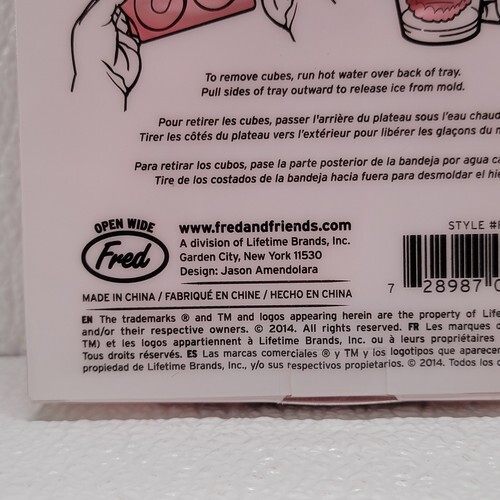 To remove cubes, run hot water over back of tray.
Pull sides of tray outward to release ice from mold.
Pour retirer les cubes, passer l'arrière du plateau sous l'eau chaud
Tirer les côtés du plateau vers l'extérieur pour libérer les glaçons du
Para retirar los cubos, pase la parte posterior de la bandeja por agua
Tire de los costados de la bandeja hacia fuera para desmoldar el
OPEN WIDE
Fred
www.fredandfriends.com
A division of Lifetime Brands, Inc.
Garden City, New York 11530
Design: Jason Amendolara
STYLE
7 28987
MADE IN CHINA / FABRIQUÉ EN CHINE / HECHO EN CHINA
EN The trademarks ® and TM and logos appearing herein are the property of
and/or their respective owners. © 2014. All rights reserved. FR Les marques
TM) et les logos appartiennent à Lifetime Brands, Inc. ou à leurs propriétaires
Tous droits réservés. ES Las marcas comerciales ® y TM y los logotipos que
propiedad de Lifetime Brands, Inc., y/o sus respectivos propietarios. © 2014. Todos los